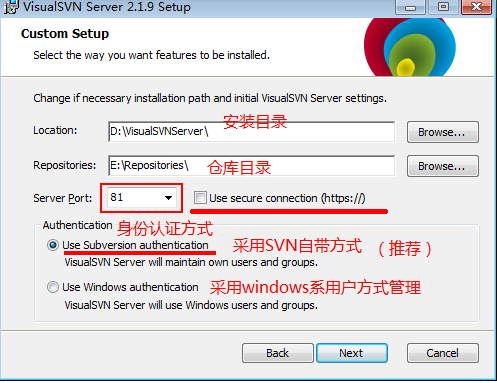 VisualSVN Server 2.1.9 Setup
Custom Setup
Select the way you want features to be installed.
Change if necessary installation path and initial VisualSVN Server settings.
Location: D:\VisualSVNServer\ 安装目录 Browse...
Repositories: E:\Repositories\ 仓库目录 Browse...
Server Port: 81 Use secure connection (https://)
Authentication 身份认证方式
Use Subversion authentication 采用SVN自带方式 （推荐）
VisualSVN Server will maintain own users and groups.
Use Windows authentication 采用windows系用户方式管理
VisualSVN Server will use Windows users and groups.
Back Next Cancel